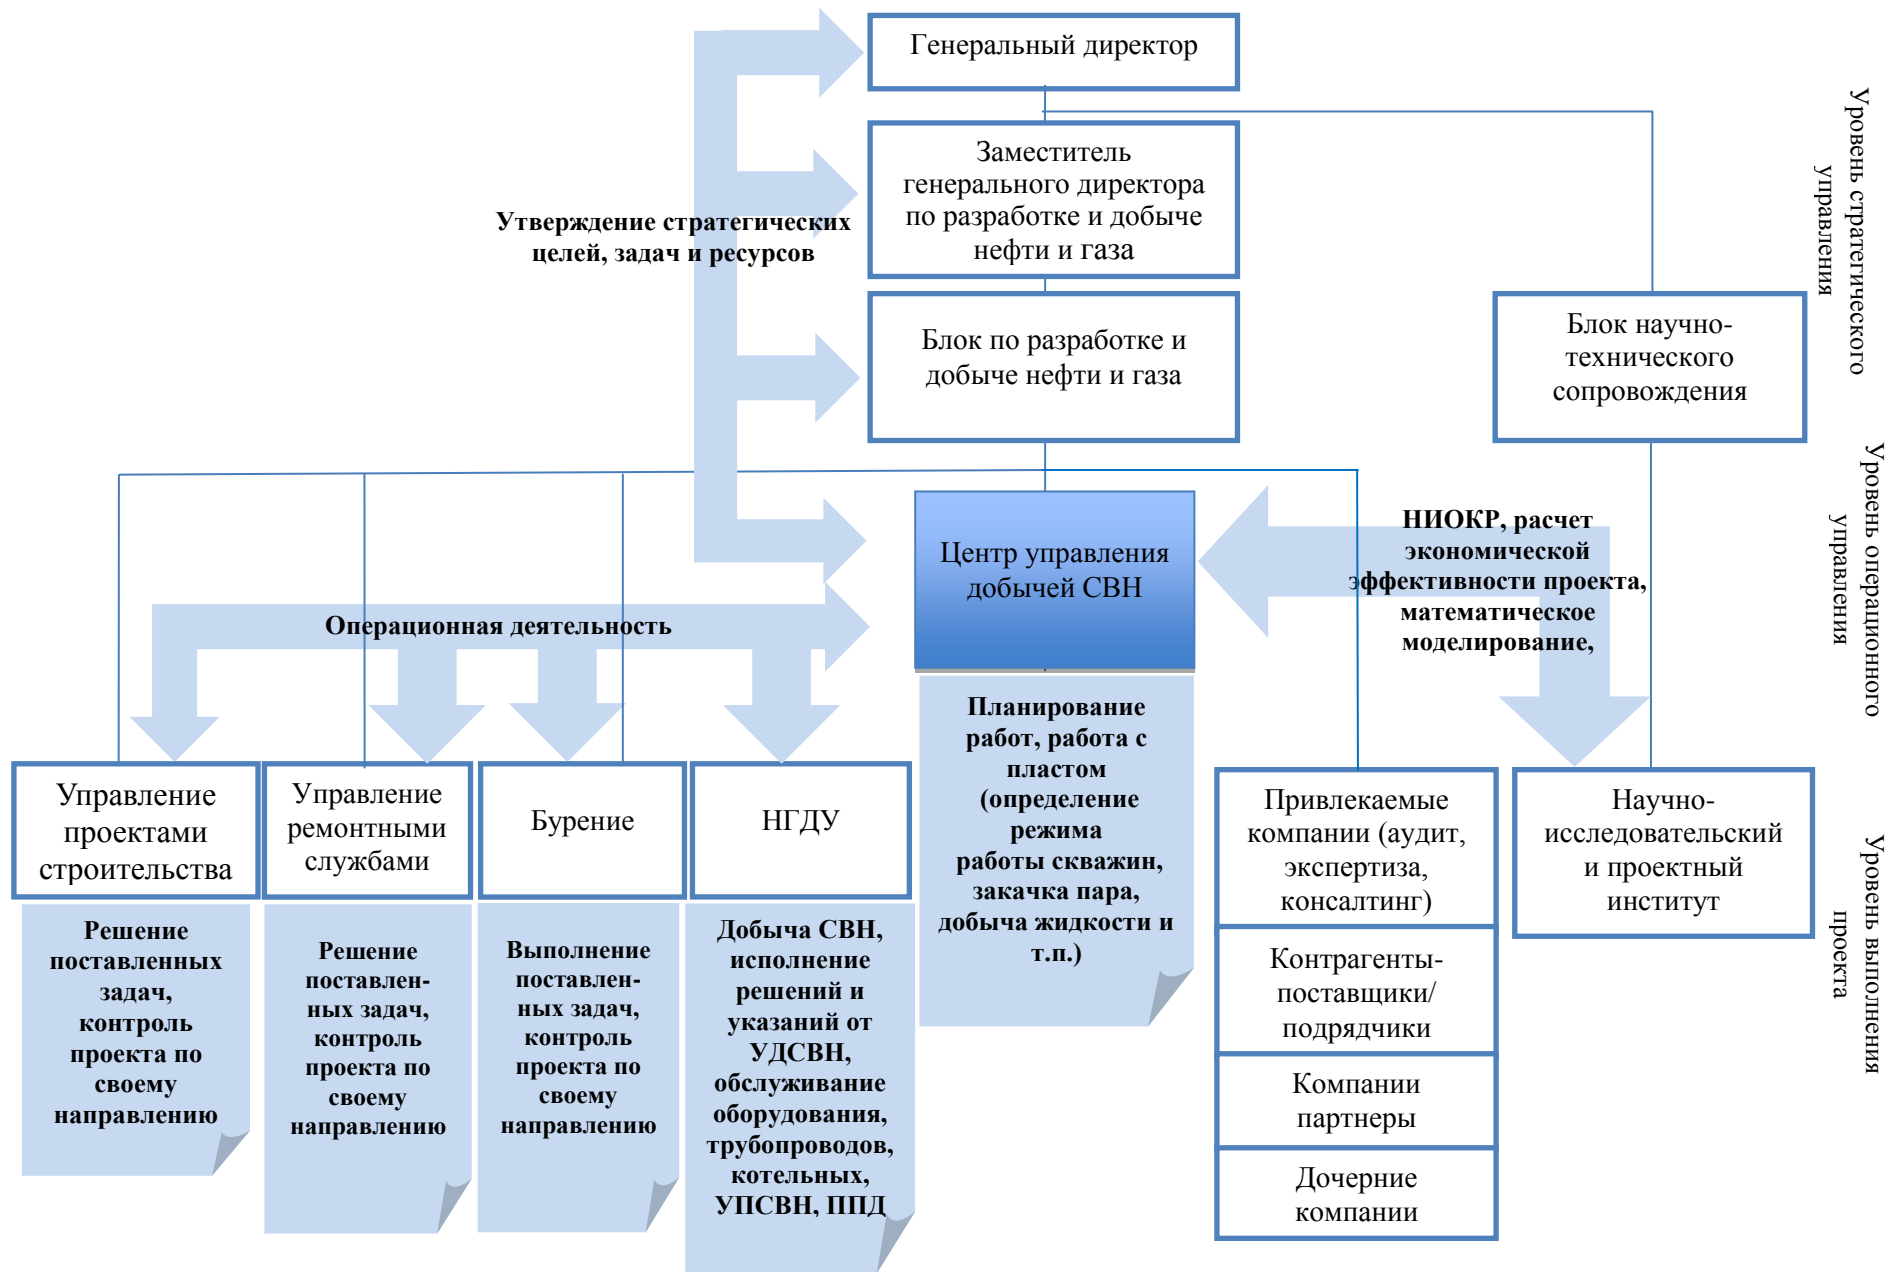 Генеральный директор
Заместитель
генерального директора
по разработке и добыче
нефти и газа
Утверждение стратегических
целей, задач и ресурсов
Блок по разработке и
добыче нефти и газа
Блок научно-
технического
сопровождения
Уровень стратегического
управления
Центр управления
добычей СВН
НИОКР, расчет
экономической
эффективности проекта,
математическое
моделирование,
Уровень операционного
управления
Операционная деятельность
Управление
проектами
строительства
Управление
ремонтными
службами
Бурение
НГДУ
Планирование
работ, работа с
пластом
(определение
режима
работы скважин,
закачка пара,
добыча жидкости и
т.п.)
Привлекаемые
компании (аудит,
экспертиза,
консалтинг)
Контрагенты-
поставщики/
подрядчики
Компании
партнеры
Дочерние
компании
Научно-
исследовательский
и проектный
институт
Уровень выполнения
проекта
Решение
поставленных
задач,
контроль
проекта по
своему
направлению
Решение
поставлен-
ных задач,
контроль
проекта по
своему
направлению
Выполнение
поставлен-
ных задач,
контроль
проекта по
своему
направлению
Добыча СВН,
исполнение
решений и
указаний от
УДСВН,
обслуживание
оборудования,
трубопроводов,
котельных,
УПСВН, ППД